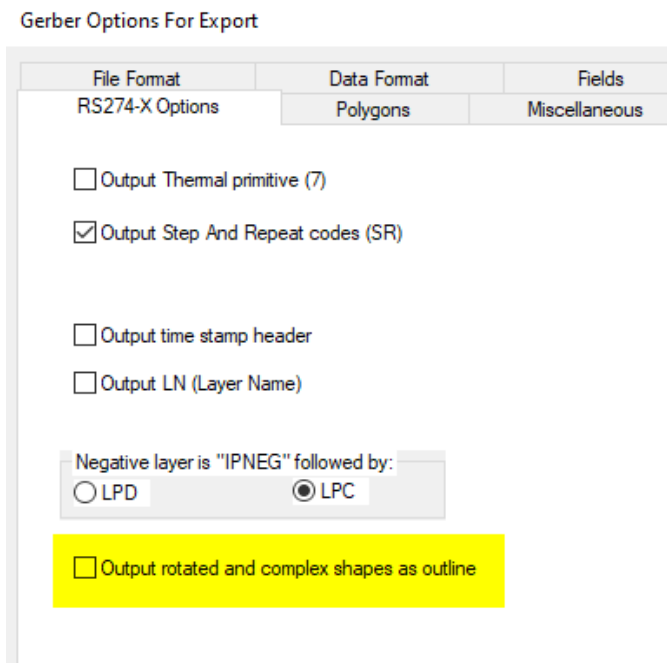 Gerber Options For Export
File Format Data Format Fields
RS274-X Options Polygons Miscellaneous
Output Thermal primitive (7)
Output Step And Repeat codes (SR)
Output time stamp header
Output LN (Layer Name)
Negative layer is "IPNEG" followed by:
LPD LPC
Output rotated and complex shapes as outline